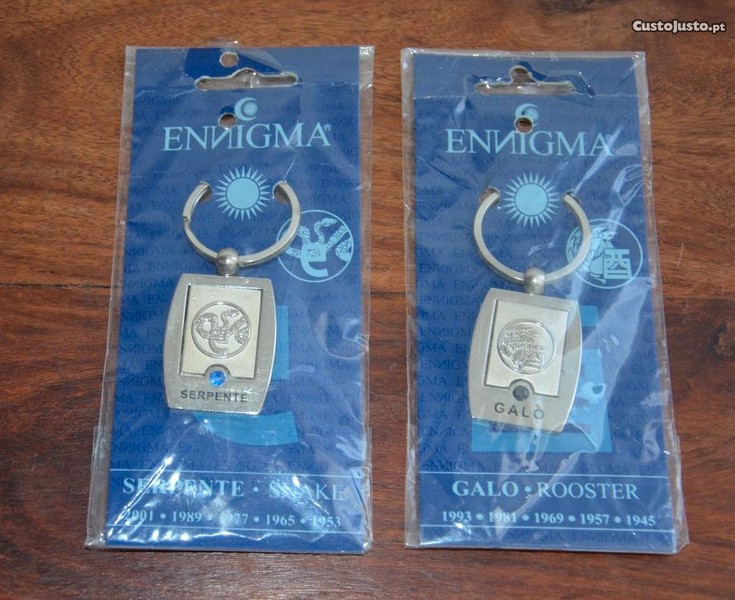 CustoJusto.pt
ENNIGMA®
SERPENTE
SERPENTE • SNAKE
2001 • 1989 • 1977 • 1965 • 1953
ENNIGMA®
酉
GALO
GALO • ROOSTER
1993 • 1981 • 1969 • 1957 • 1945